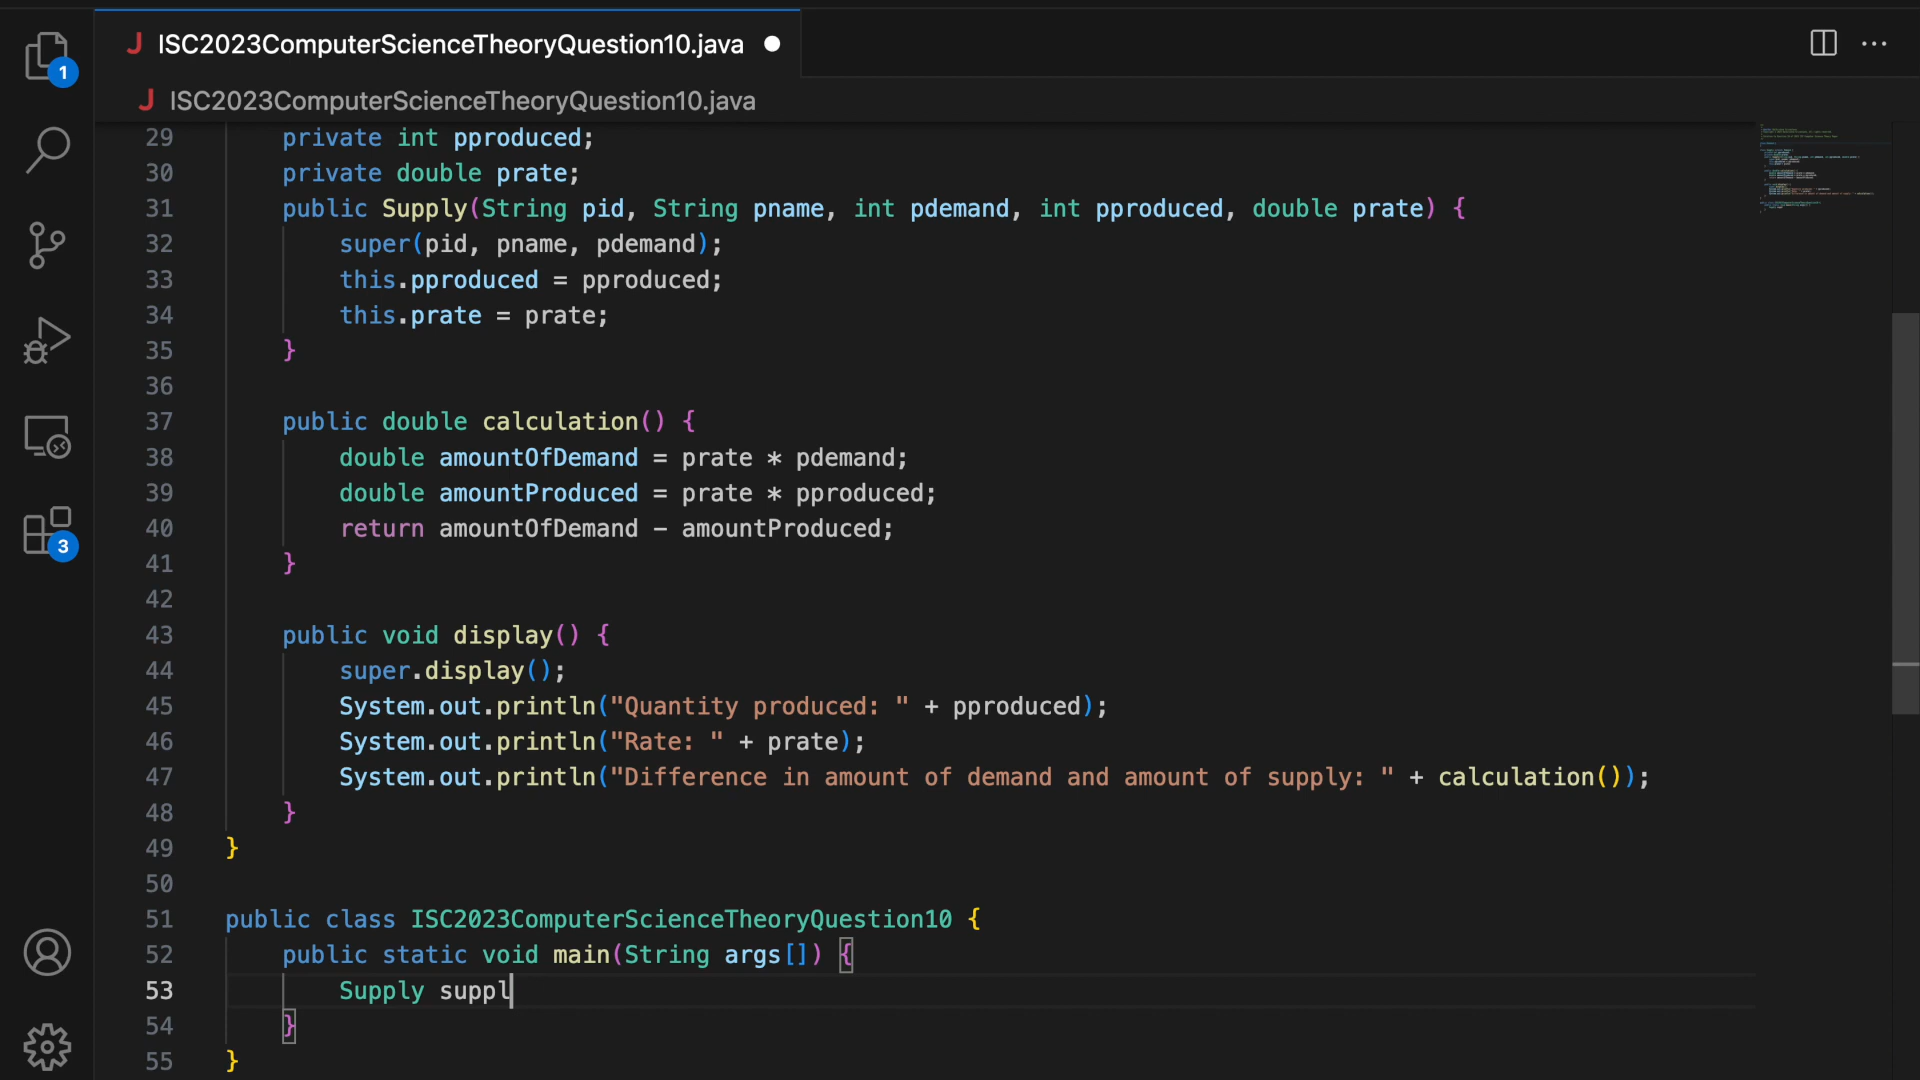 J ISC2023ComputerScienceTheoryQuestion10.java
J ISC2023ComputerScienceTheoryQuestion10.java
1
3
29 private int pproduced;
30 private double prate;
31 public Supply(String pid, String pname, int pdemand, int pproduced, double prate) {
32 super(pid, pname, pdemand);
33 this.pproduced = pproduced;
34 this.prate = prate;
35 }
36
37 public double calculation() {
38 double amountOfDemand = prate * pdemand;
39 double amountProduced = prate * pproduced;
40 return amountOfDemand - amountProduced;
41 }
42
43 public void display() {
44 super.display();
45 System.out.println("Quantity produced: " + pproduced);
46 System.out.println("Rate: " + prate);
47 System.out.println("Difference in amount of demand and amount of supply: " + calculation());
48 }
49 }
50
51 public class ISC2023ComputerScienceTheoryQuestion10 {
52 public static void main(String args[]) {
53 Supply suppl
54 }
55 }